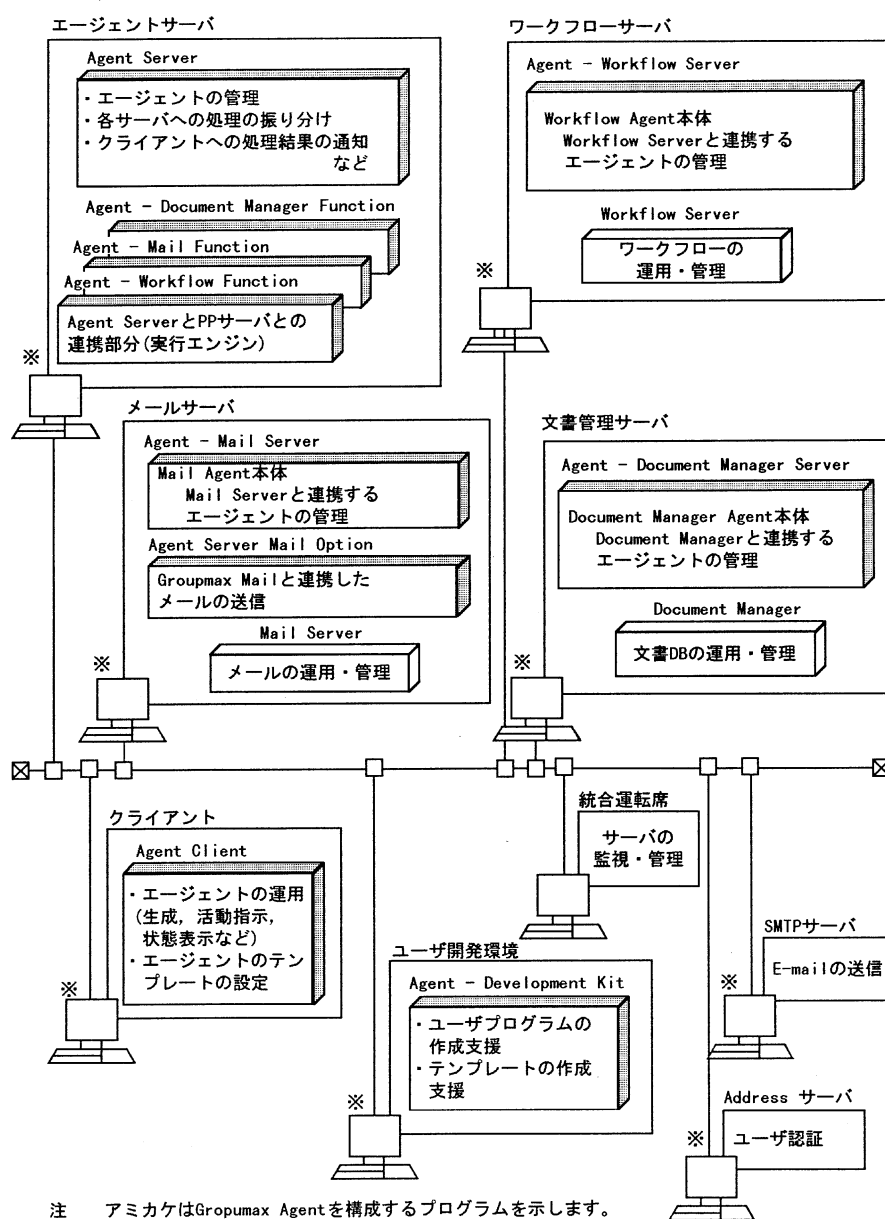 エージェントサーバ
Agent Server
・エージェントの管理
・各サーバへの処理の振り分け
・クライアントへの処理結果の通知
など
Agent - Document Manager Function
Agent - Mail Function
Agent - Workflow Function
Agent ServerとPPサーバとの
連携部分(実行エンジン)
※
ワークフローサーバ
Agent - Workflow Server
Workflow Agent本体
Workflow Serverと連携する
エージェントの管理
Workflow Server
ワークフローの
運用・管理
※
メールサーバ
Agent - Mail Server
Mail Agent本体
Mail Serverと連携する
エージェントの管理
Agent Server Mail Option
Groupmax Mailと連携した
メールの送信
Mail Server
メールの運用・管理
※
文書管理サーバ
Agent - Document Manager Server
Document Manager Agent本体
Document Managerと連携する
エージェントの管理
Document Manager
文書DBの運用・管理
※
クライアント
Agent Client
・エージェントの運用
(生成, 活動指示,
状態表示など)
・エージェントのテン
プレートの設定
※
ユーザ開発環境
Agent - Development Kit
・ユーザプログラムの
作成支援
・テンプレートの作成
支援
※
統合運転席
サーバの
監視・管理
SMTPサーバ
E-mailの送信
※
Address サーバ
ユーザ認証
※
注 アミカケはGropumax Agentを構成するプログラムを示します。